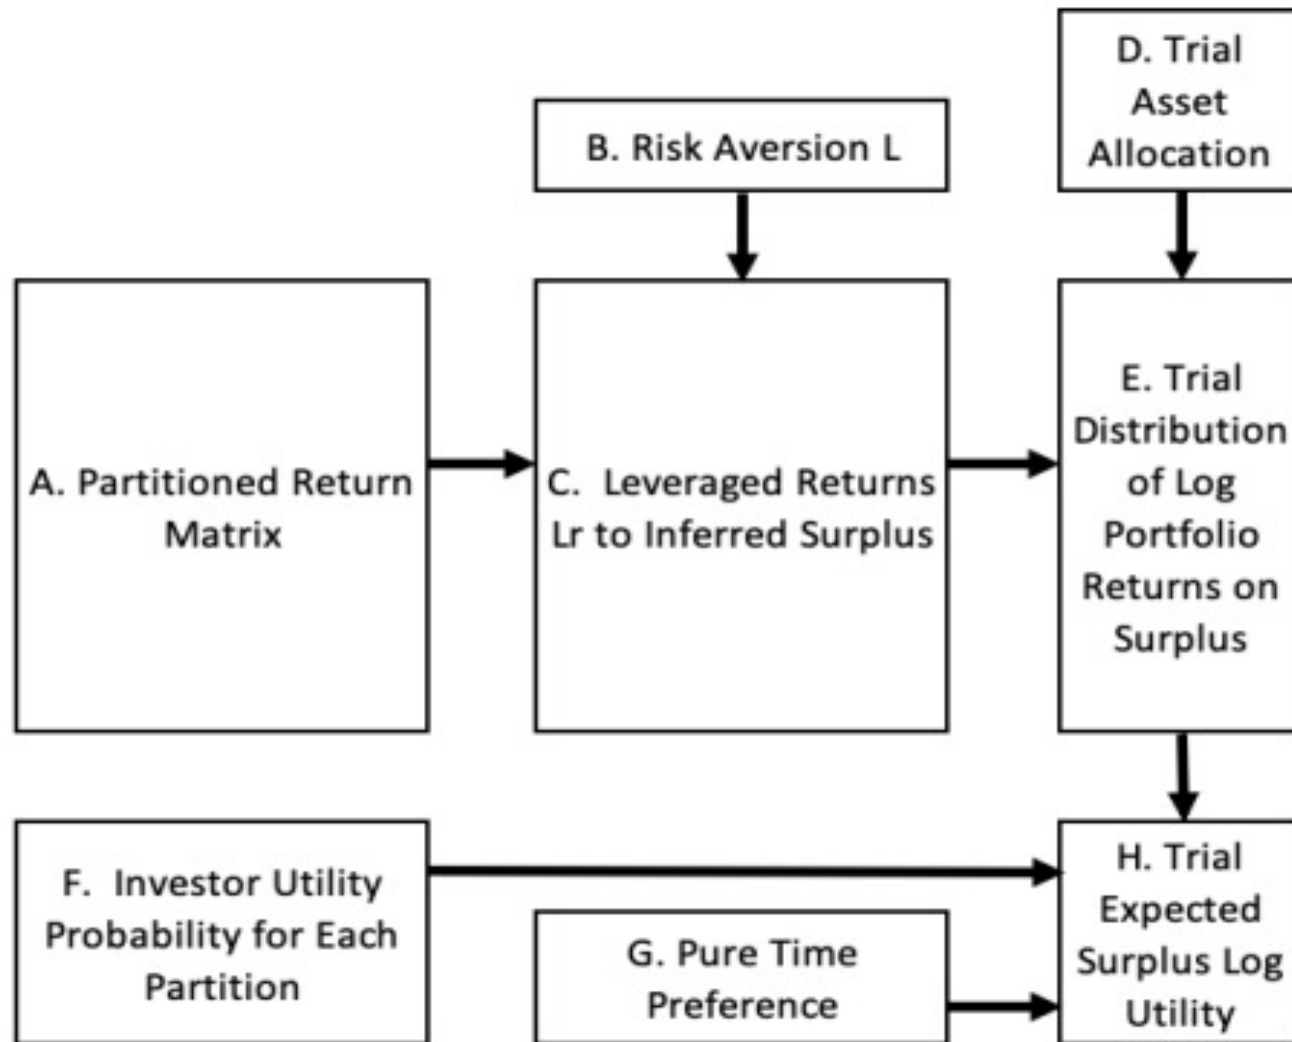 D. Trial
Asset
Allocation
B. Risk Aversion L
A. Partitioned Return
Matrix
C.  Leveraged Returns
Lr to Inferred Surplus
E. Trial
Distribution
of Log
Portfolio
Returns on
Surplus
F.  Investor Utility
Probability for Each
Partition
G. Pure Time
Preference
H. Trial
Expected
Surplus Log
Utility